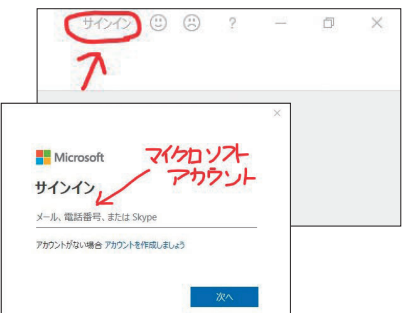 サインイン ?
Microsoft
マイクロソフト
アカウント
サインイン
メール、電話番号、または Skype
アカウントがない場合 アカウントを作成しましょう
次へ